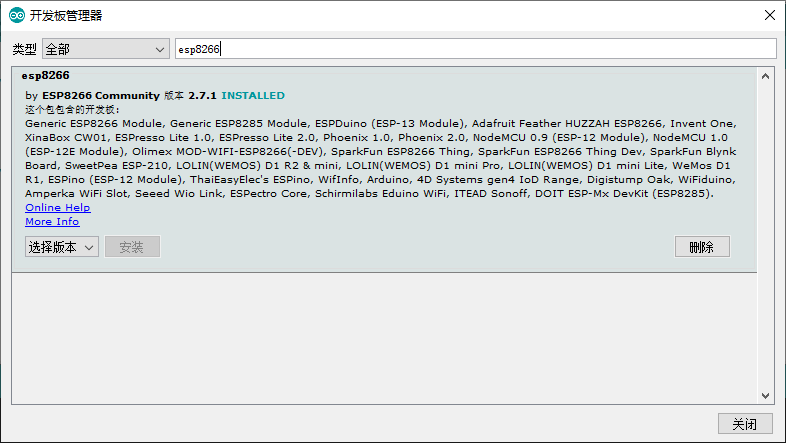 开发板管理器
类型 全部 esp8266
esp8266
by ESP8266 Community 版本 2.7.1 INSTALLED
这个包包含的开发板:
Generic ESP8266 Module, Generic ESP8285 Module, ESPDuino (ESP-13 Module), Adafruit Feather HUZZAH ESP8266, Invent One,
XinaBox CW01, ESPresso Lite 1.0, ESPresso Lite 2.0, Phoenix 1.0, Phoenix 2.0, NodeMCU 0.9 (ESP-12 Module), NodeMCU 1.0
(ESP-12E Module), Olimex MOD-WIFI-ESP8266(-DEV), SparkFun ESP8266 Thing, SparkFun ESP8266 Thing Dev, SparkFun Blynk
Board, SweetPea ESP-210, LOLIN(WEMOS) D1 R2 & mini, LOLIN(WEMOS) D1 mini Pro, LOLIN(WEMOS) D1 mini Lite, WeMos D1
R1, ESPino (ESP-12 Module), ThaiEasyElec's ESPino, WifInfo, Arduino, 4D Systems gen4 IoD Range, Digistump Oak, WiFiduino,
Amperka WiFi Slot, Seeed Wio Link, ESPectro Core, Schirmilabs Eduino WiFi, ITEAD Sonoff, DOIT ESP-Mx DevKit (ESP8285).
Online Help
More Info
选择版本 安装 删除
关闭